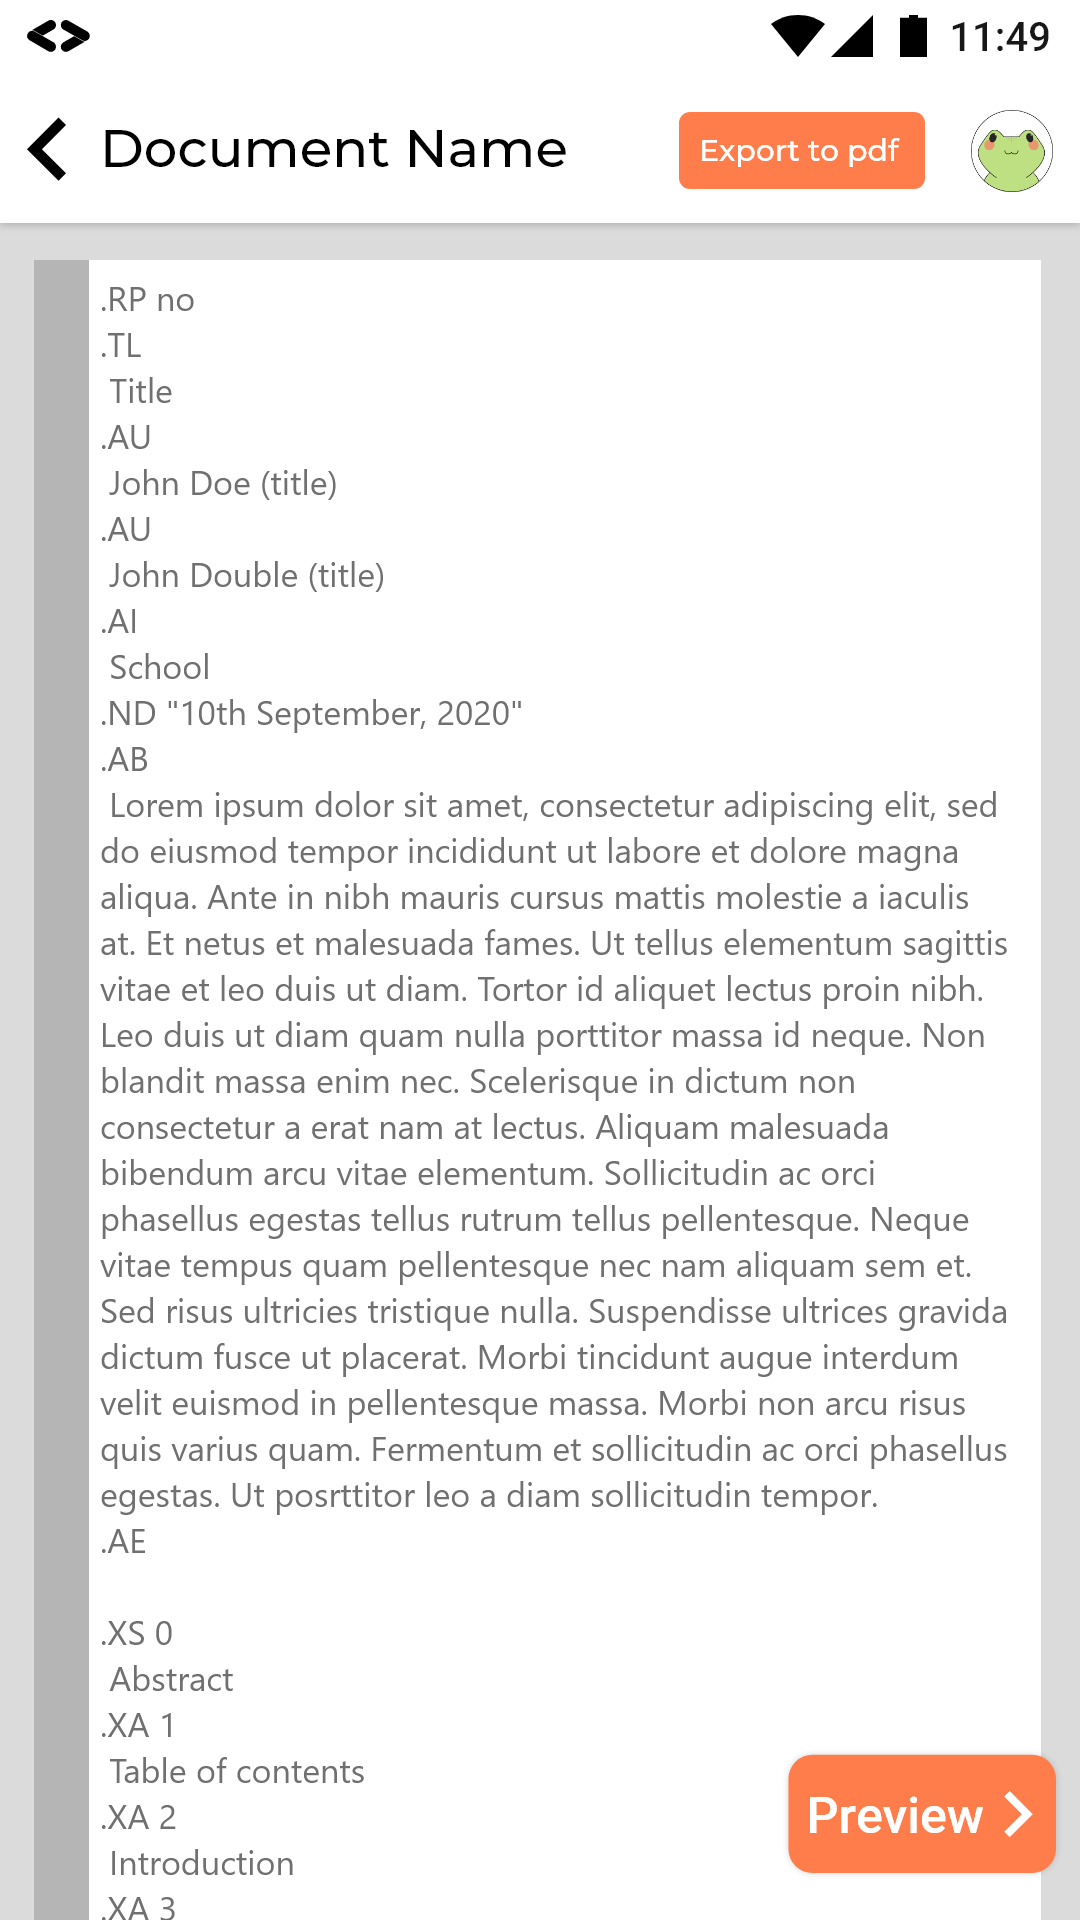 11:49
Document Name
Export to pdf
.RP no
.TL
Title
.AU
John Doe (title)
.AU
John Double (title)
.AI
School
.ND "10th September, 2020"
.AB
Lorem ipsum dolor sit amet, consectetur adipiscing elit, sed
do eiusmod tempor incididunt ut labore et dolore magna
aliqua. Ante in nibh mauris cursus mattis molestie a iaculis
at. Et netus et malesuada fames. Ut tellus elementum sagittis
vitae et leo duis ut diam. Tortor id aliquet lectus proin nibh.
Leo duis ut diam quam nulla porttitor massa id neque. Non
blandit massa enim nec. Scelerisque in dictum non
consectetur a erat nam at lectus. Aliquam malesuada
bibendum arcu vitae elementum. Sollicitudin ac orci
phasellus egestas tellus rutrum tellus pellentesque. Neque
vitae tempus quam pellentesque nec nam aliquam sem et.
Sed risus ultricies tristique nulla. Suspendisse ultrices gravida
dictum fusce ut placerat. Morbi tincidunt augue interdum
velit euismod in pellentesque massa. Morbi non arcu risus
quis varius quam. Fermentum et sollicitudin ac orci phasellus
egestas. Ut posrttitor leo a diam sollicitudin tempor.
.AE
.XS 0
Abstract
.XA 1
Table of contents
.XA 2
Introduction
.XA 3
Preview